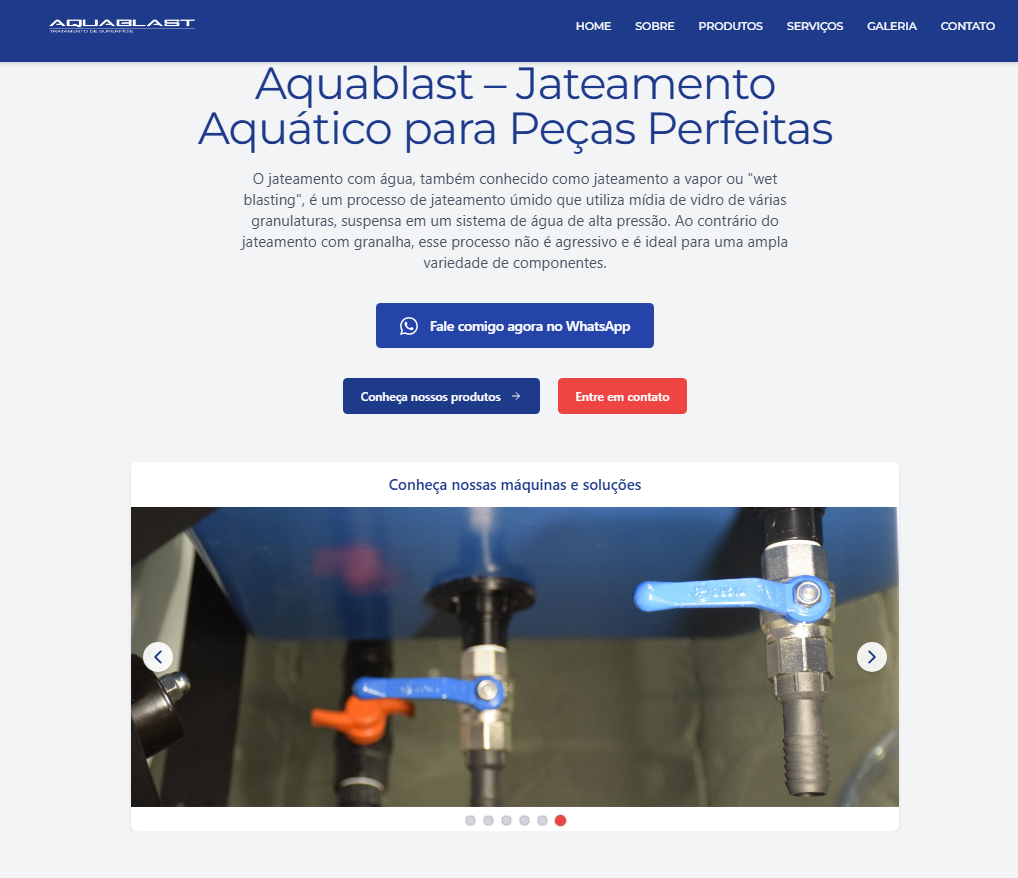 AQUABLAST
TRATAMENTO DE SUPERFÍCIE
HOME SOBRE PRODUTOS SERVIÇOS GALERIA CONTATO
Aquablast – Jateamento
Aquático para Peças Perfeitas
O jateamento com água, também conhecido como jateamento a vapor ou "wet
blasting", é um processo de jateamento úmido que utiliza mídia de vidro de várias
granulaturas, suspensa em um sistema de água de alta pressão. Ao contrário do
jateamento com granalha, esse processo não é agressivo e é ideal para uma ampla
variedade de componentes.
Fale comigo agora no WhatsApp
Conheça nossos produtos →
Entre em contato
Conheça nossas máquinas e soluções